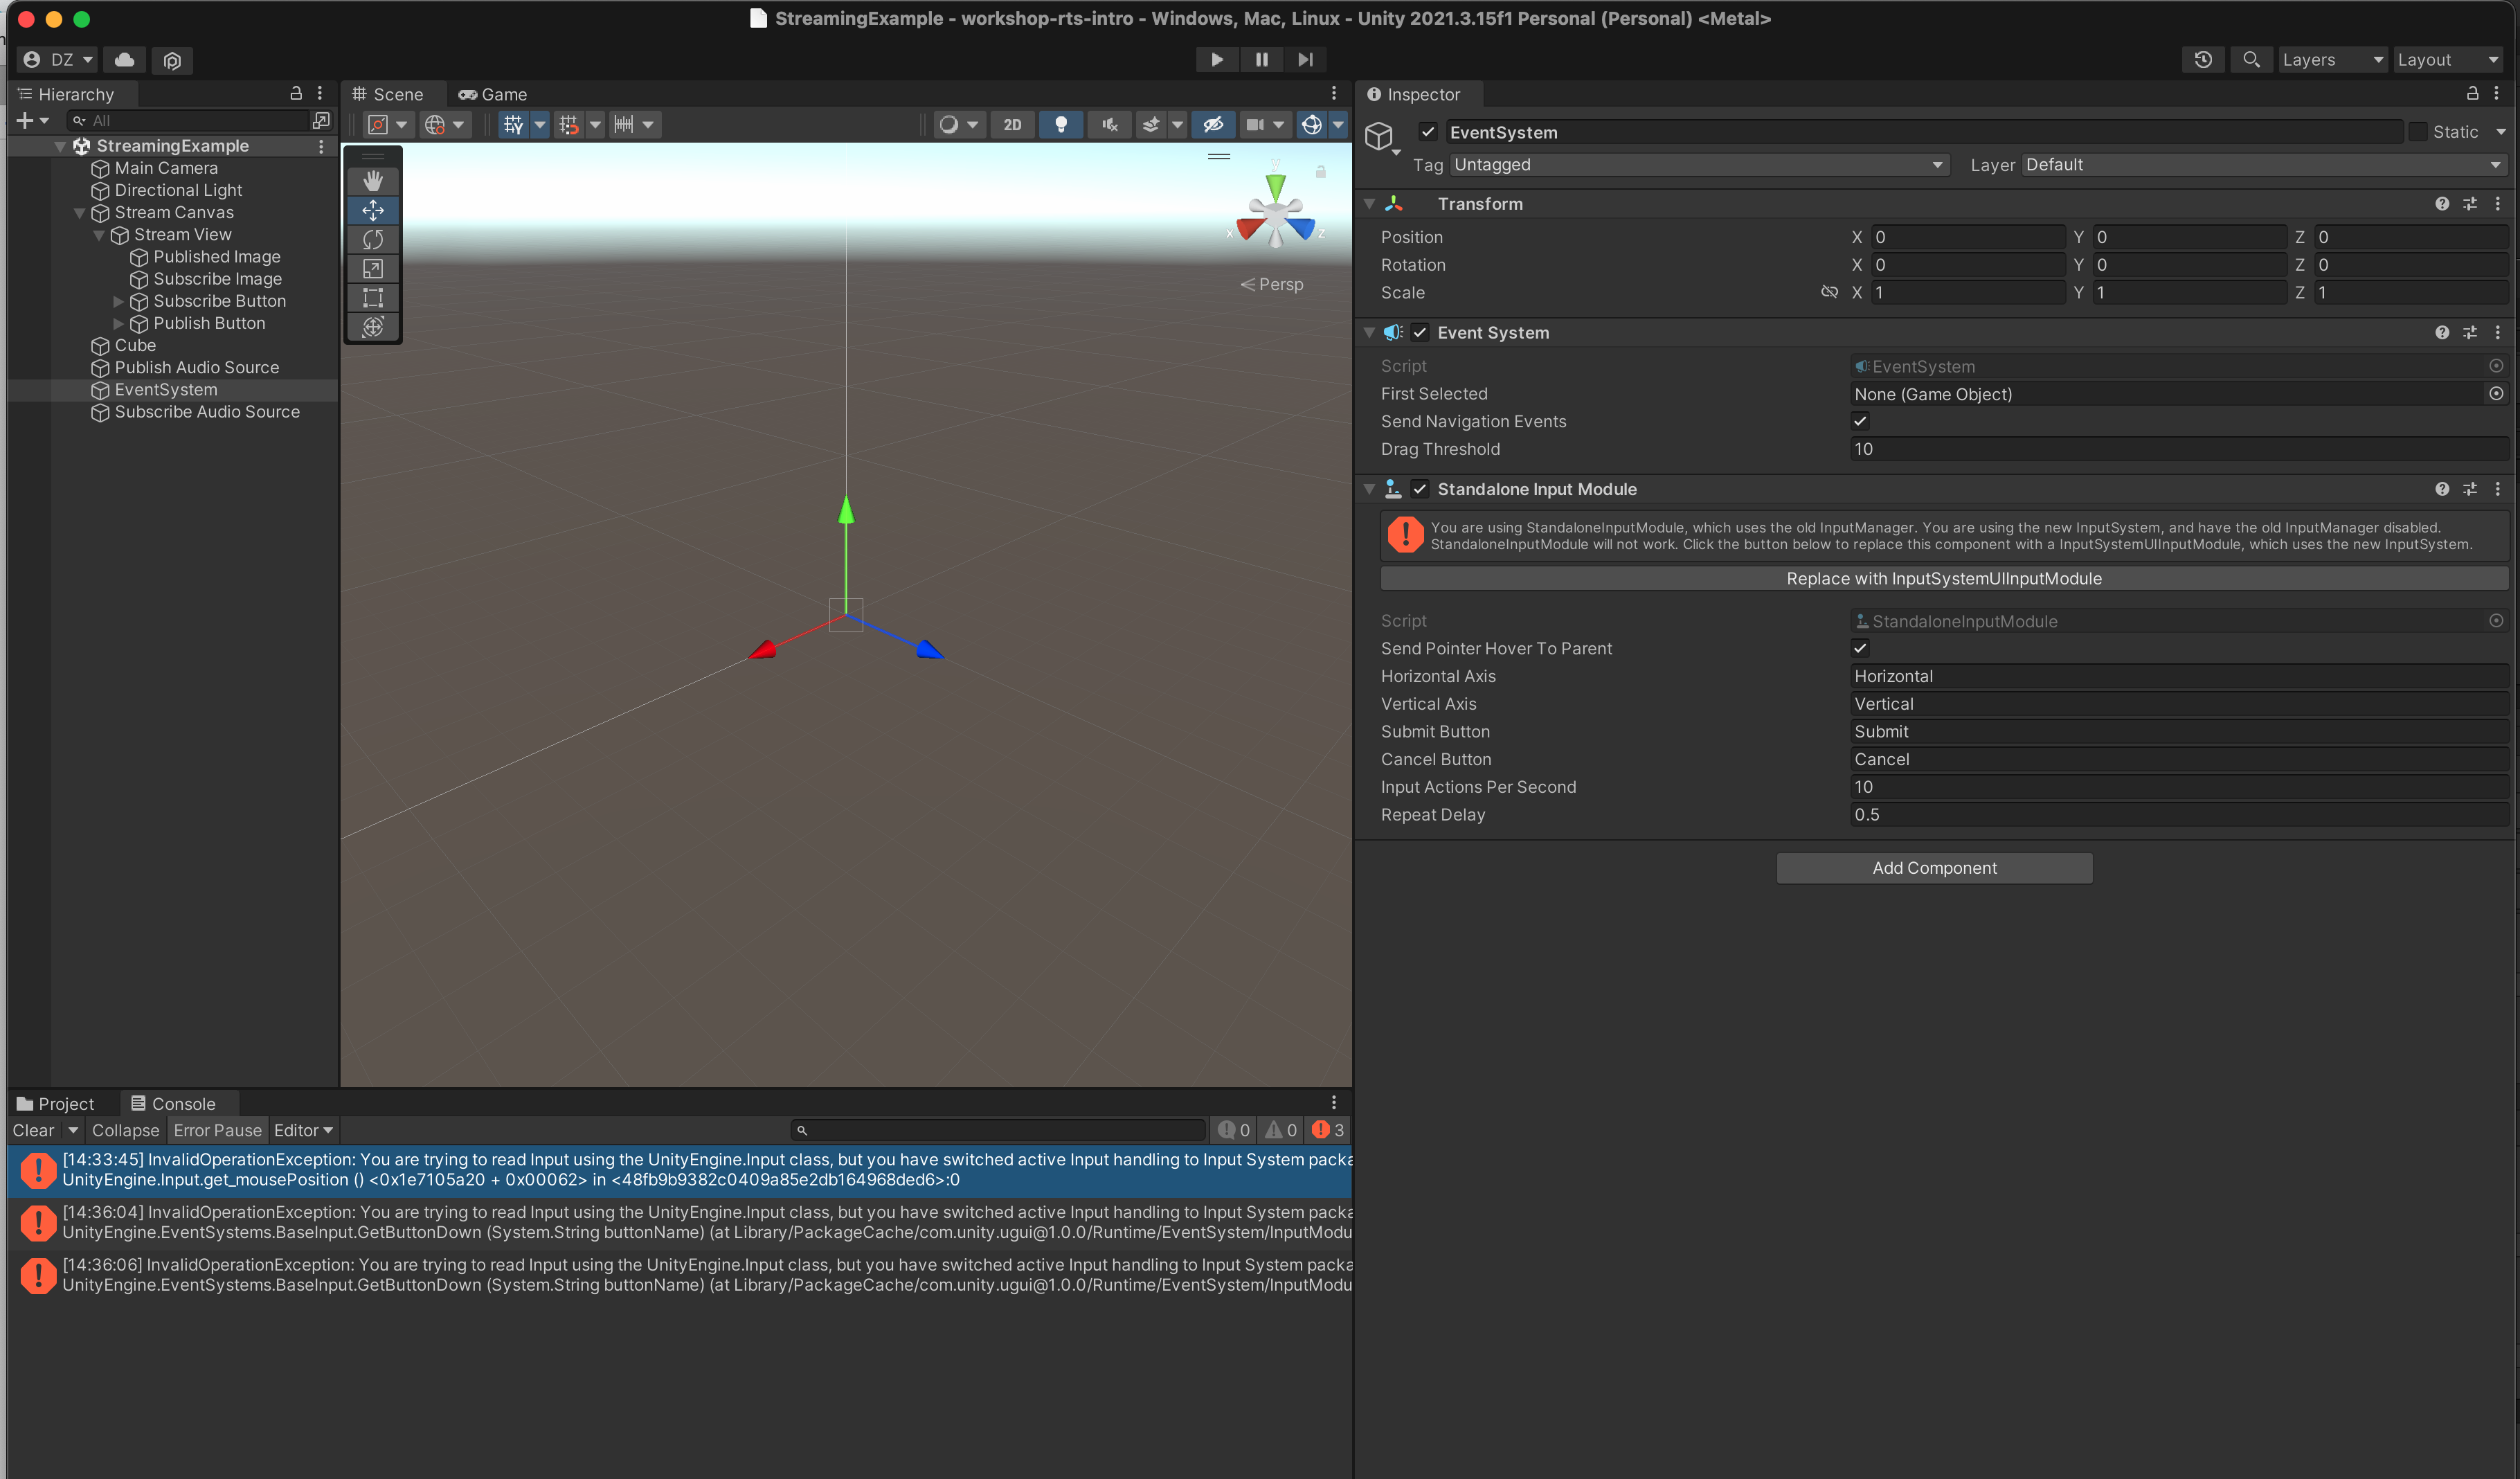 StreamingExample - workshop-rts-intro - Windows, Mac, Linux - Unity 2021.3.15f1 Personal (Personal) <Metal>
DZ
Layers
Layout
Hierarchy
All
StreamingExample
Main Camera
Directional Light
Stream Canvas
Stream View
Published Image
Subscribe Image
Subscribe Button
Publish Button
Cube
Publish Audio Source
EventSystem
Subscribe Audio Source
Scene
Game
2D
y
x
z
Persp
Inspector
EventSystem
Static
Tag Untagged
Layer Default
Transform
Position X 0 Y 0 Z 0
Rotation X 0 Y 0 Z 0
Scale X 1 Y 1 Z 1
Event System
Script EventSystem
First Selected None (Game Object)
Send Navigation Events
Drag Threshold 10
Standalone Input Module
You are using StandaloneInputModule, which uses the old InputManager. You are using the new InputSystem, and have the old InputManager disabled.
StandaloneInputModule will not work. Click the button below to replace this component with a InputSystemUIInputModule, which uses the new InputSystem.
Replace with InputSystemUIInputModule
Script StandaloneInputModule
Send Pointer Hover To Parent
Horizontal Axis Horizontal
Vertical Axis Vertical
Submit Button Submit
Cancel Button Cancel
Input Actions Per Second 10
Repeat Delay 0.5
Add Component
Project
Console
Clear
Collapse
Error Pause
Editor
0
0
3
[14:33:45] InvalidOperationException: You are trying to read Input using the UnityEngine.Input class, but you have switched active Input handling to Input System packa
UnityEngine.Input.get_mousePosition () <0x1e7105a20 + 0x00062> in <48fb9b9382c0409a85e2db164968ded6>:0
[14:36:04] InvalidOperationException: You are trying to read Input using the UnityEngine.Input class, but you have switched active Input handling to Input System packa
UnityEngine.EventSystems.BaseInput.GetButtonDown (System.String buttonName) (at Library/PackageCache/com.unity.ugui@1.0.0/Runtime/EventSystem/InputModu
[14:36:06] InvalidOperationException: You are trying to read Input using the UnityEngine.Input class, but you have switched active Input handling to Input System packa
UnityEngine.EventSystems.BaseInput.GetButtonDown (System.String buttonName) (at Library/PackageCache/com.unity.ugui@1.0.0/Runtime/EventSystem/InputModu